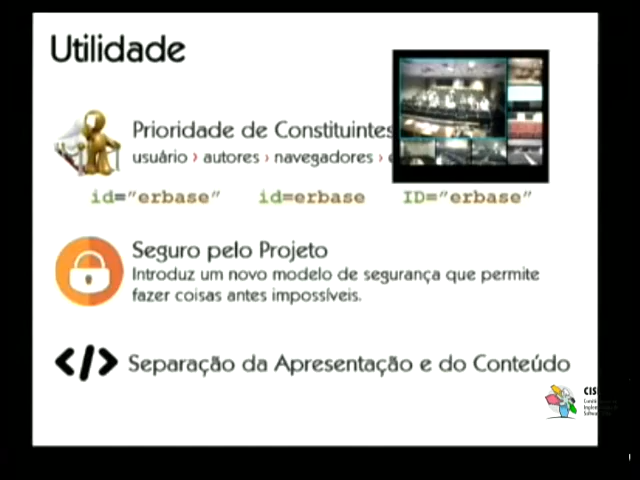 Utilidade
Prioridade de Constituintes
usuário › autores › navegadores ›
id="erbase" id=erbase ID="erbase"
Seguro pelo Projeto
Introduz um novo modelo de segurança que permite
fazer coisas antes impossíveis.
</> Separação da Apresentação e do Conteúdo